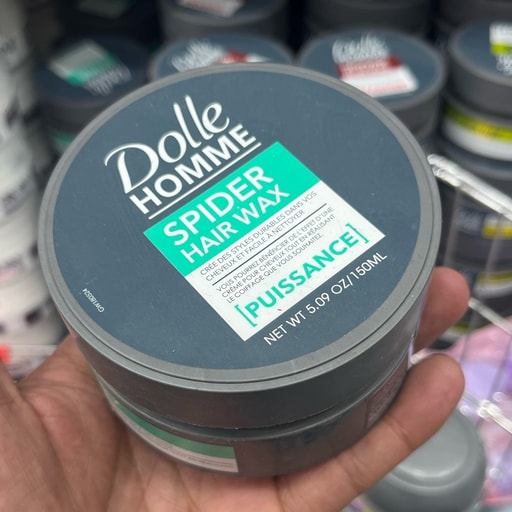 Dolle
HOMME
SPIDER
HAIR WAX
CRÉE DES STYLES DURABLES DANS VOS
CHEVEUX ET FACILE À NETTOYER
VOUS POURREZ BÉNÉFICIER DE L'EFFET D'UNE
CRÈME POUR CHEVEUX TOUT EN RÉALISANT
LE COIFFAGE QUE VOUS SOUHAITEZ.
[PUISSANCE]
NET WT 5.09 OZ/150ML